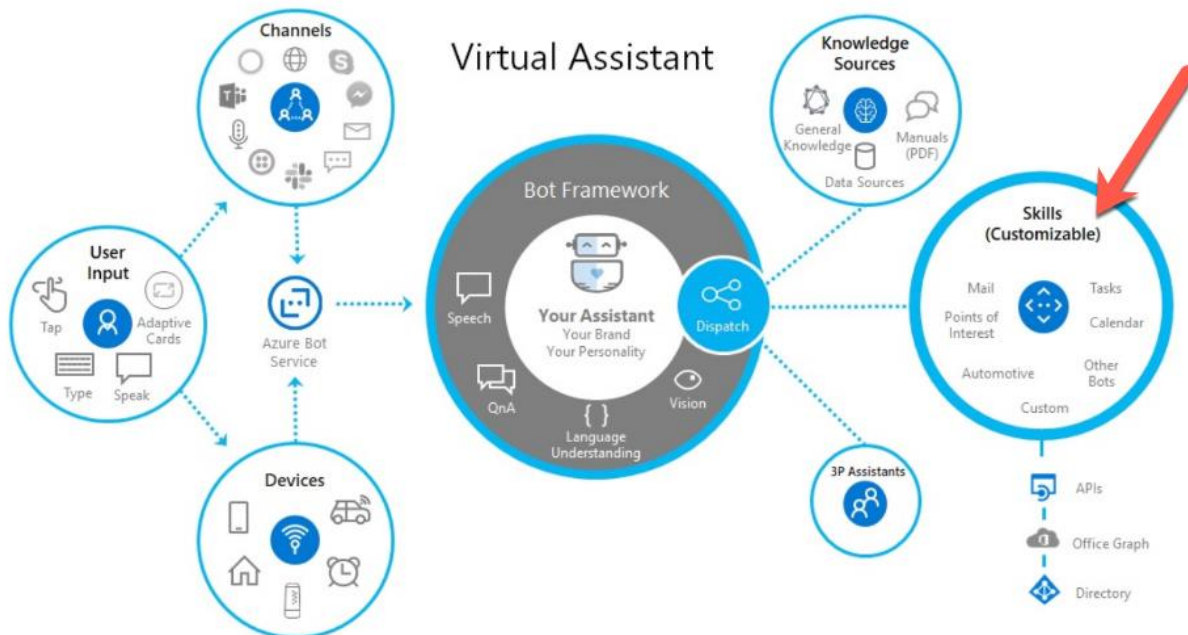 Virtual Assistant
Channels
T
S
User
Input
Tap
Adaptive
Cards
Type
Speak
Azure Bot
Service
Devices
Bot Framework
Your Assistant
Your Brand
Your Personality
Speech
QnA
{ }
Language
Understanding
Vision
Dispatch
Knowledge
Sources
General
Knowledge
Manuals
(PDF)
Data Sources
Skills
(Customizable)
Mail
Tasks
Points of
Interest
Calendar
Automotive
Other
Bots
Custom
3P Assistants
APIs
Office Graph
Directory